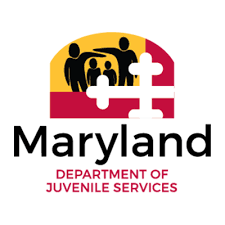 Maryland
DEPARTMENT OF
JUVENILE SERVICES